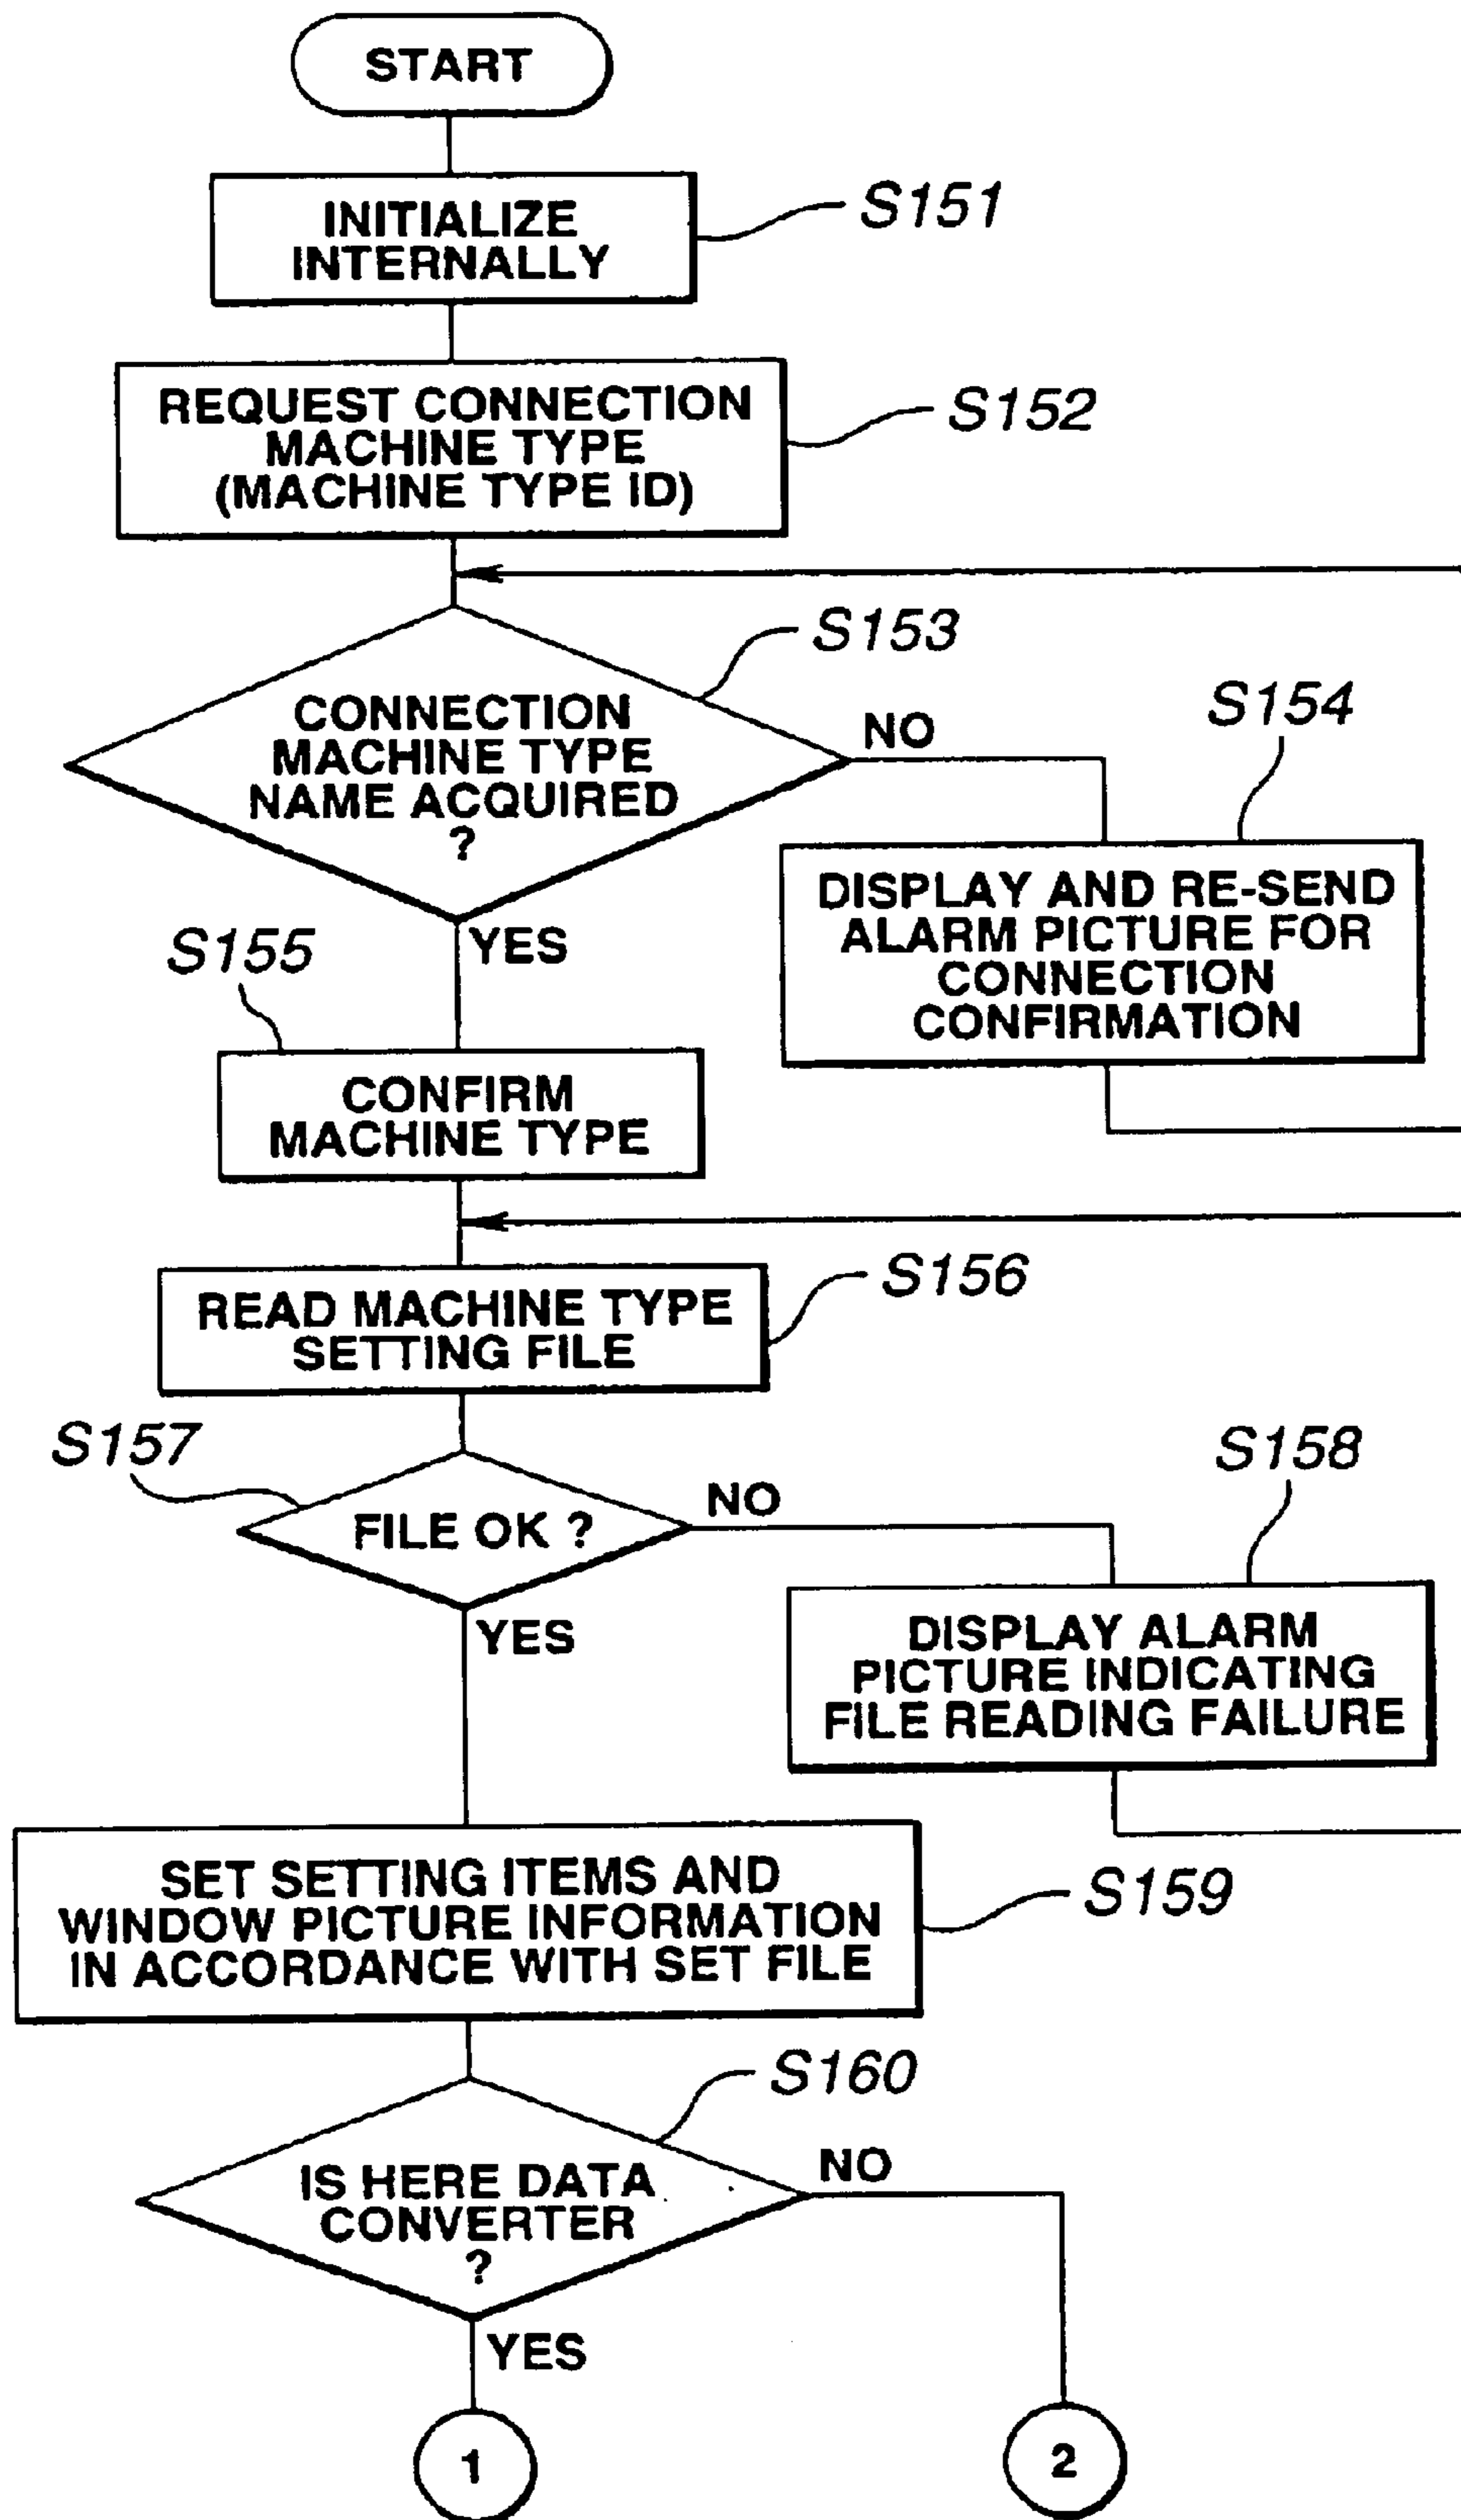 START
INITIALIZE
INTERNALLY
S151
REQUEST CONNECTION
MACHINE TYPE
(MACHINE TYPE ID)
S152
CONNECTION
MACHINE TYPE
NAME ACQUIRED
?
S153
NO
S154
DISPLAY AND RE-SEND
ALARM PICTURE FOR
CONNECTION
CONFIRMATION
YES
S155
CONFIRM
MACHINE TYPE
READ MACHINE TYPE
SETTING FILE
S156
S157
FILE OK ?
NO
S158
DISPLAY ALARM
PICTURE INDICATING
FILE READING FAILURE
YES
SET SETTING ITEMS AND
WINDOW PICTURE INFORMATION
IN ACCORDANCE WITH SET FILE
S159
S160
IS HERE DATA
CONVERTER
?
NO
YES
1
2